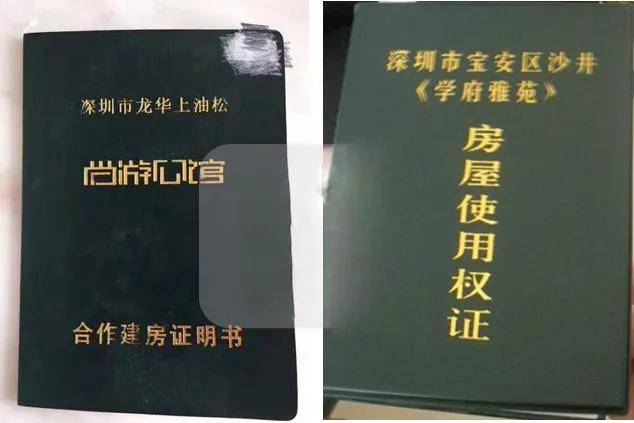 深圳市龙华上油松
尚游公馆
合作建房证明书
深圳市宝安区沙井
《学府雅苑》
房屋使用权证